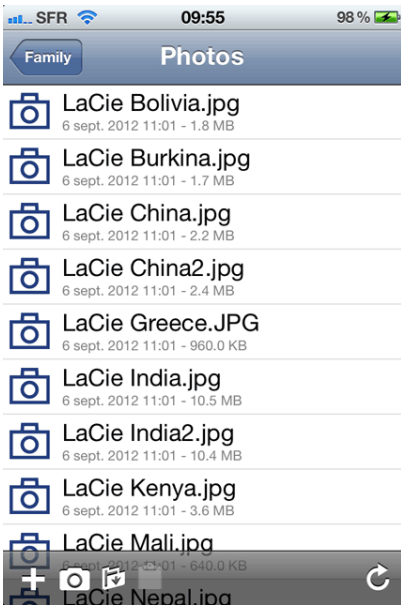 SFR 09:55 98 %
Family Photos
LaCie Bolivia.jpg
6 sept. 2012 11:01 - 1.8 MB
LaCie Burkina.jpg
6 sept. 2012 11:01 - 1.7 MB
LaCie China.jpg
6 sept. 2012 11:01 - 2.2 MB
LaCie China2.jpg
6 sept. 2012 11:01 - 2.4 MB
LaCie Greece.JPG
6 sept. 2012 11:01 - 960.0 KB
LaCie India.jpg
6 sept. 2012 11:01 - 10.5 MB
LaCie India2.jpg
6 sept. 2012 11:01 - 10.4 MB
LaCie Kenya.jpg
6 sept. 2012 11:01 - 3.6 MB
LaCie Mali.jpg
6 sept. 2012 11:01 - 640.0 KB
LaCie Nepal.jpg